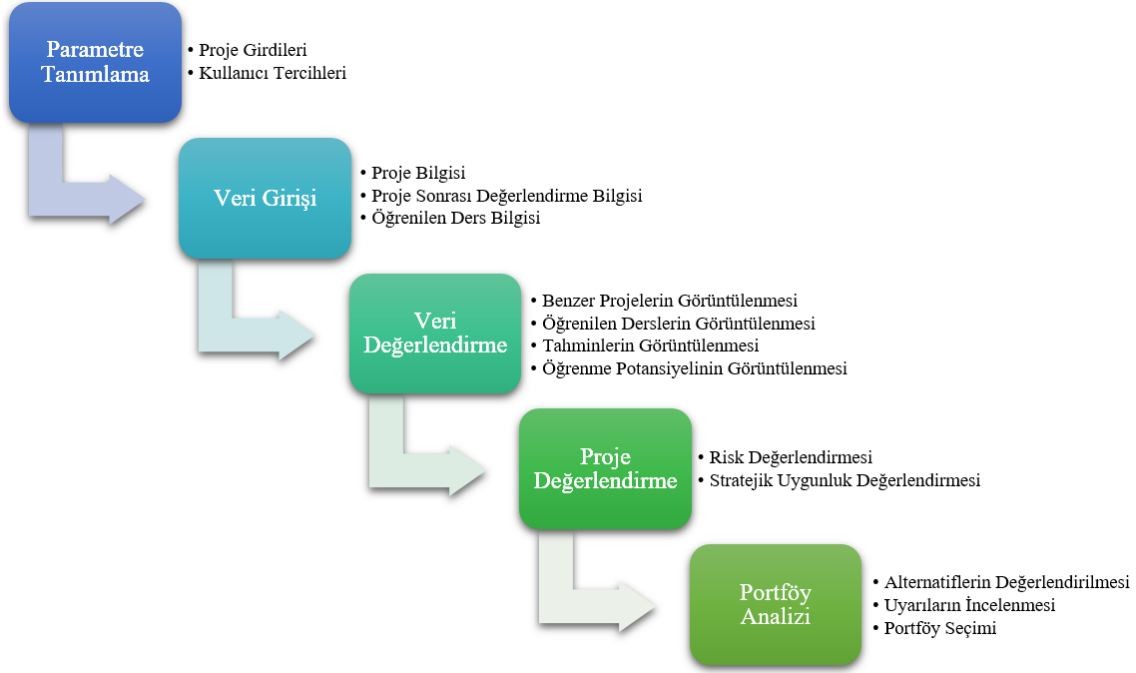 Parametre
Tanımlama
• Proje Girdileri
• Kullanıcı Tercihleri
Veri Girişi
• Proje Bilgisi
• Proje Sonrası Değerlendirme Bilgisi
• Öğrenilen Ders Bilgisi
Veri
Değerlendirme
• Benzer Projelerin Görüntülenmesi
• Öğrenilen Derslerin Görüntülenmesi
• Tahminlerin Görüntülenmesi
• Öğrenme Potansiyelinin Görüntülenmesi
Proje
Değerlendirme
• Risk Değerlendirmesi
• Stratejik Uygunluk Değerlendirmesi
Portföy
Analizi
• Alternatiflerin Değerlendirilmesi
• Uyarıların İncelenmesi
• Portföy Seçimi